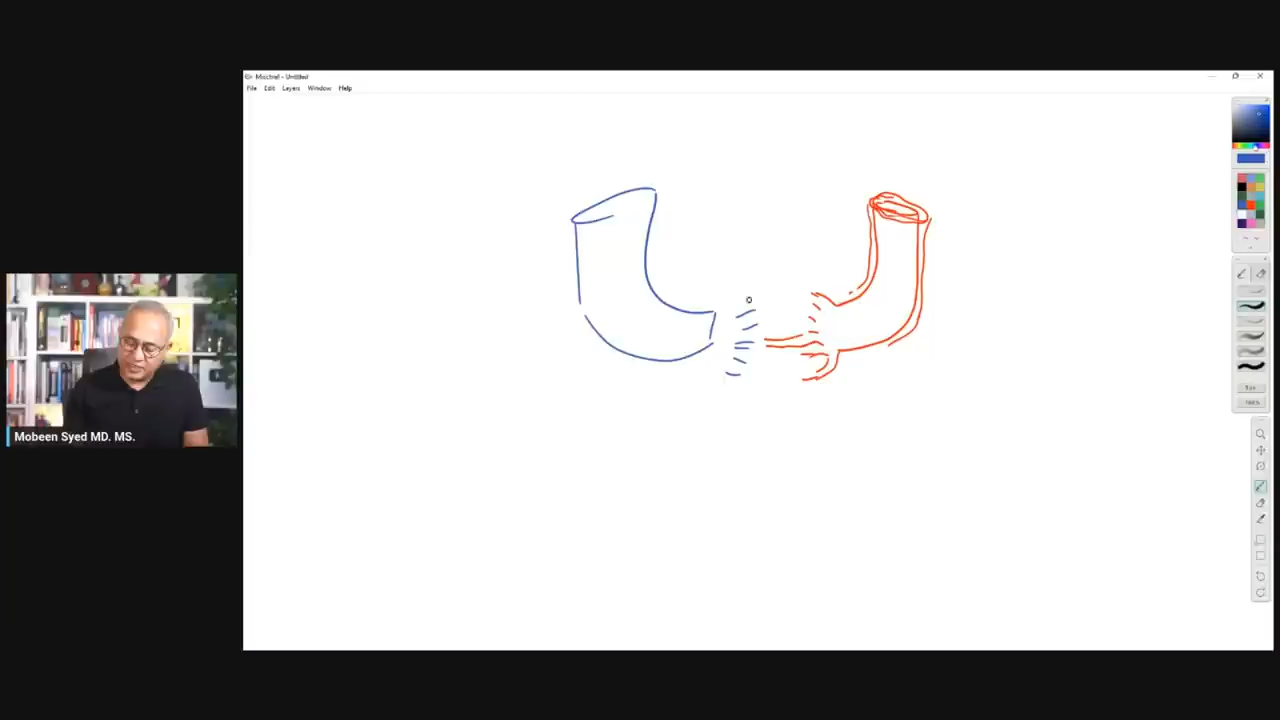 Mischief - Untitled
File Edit Layers Window Help
Mobeen Syed MD. MS.